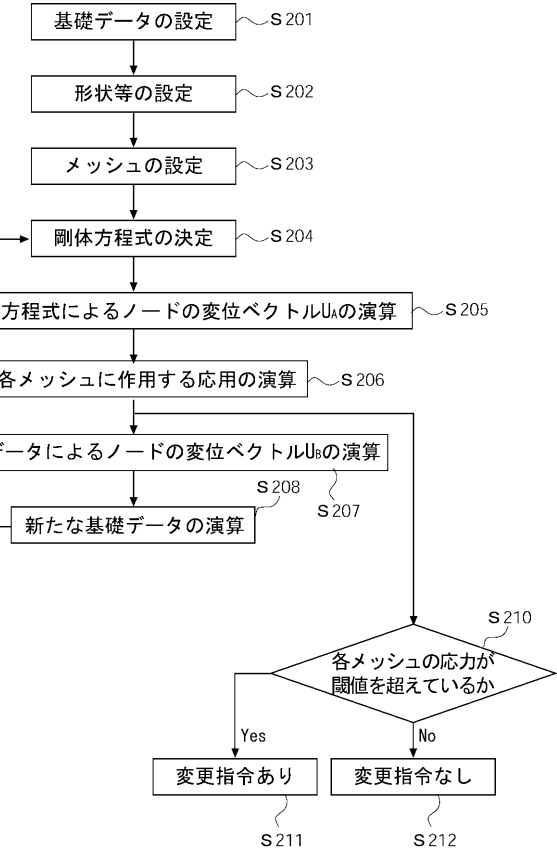 基礎データの設定 S201
形状等の設定 S202
メッシュの設定 S203
剛体方程式の決定 S204
方程式によるノードの変位ベクトルUAの演算 S205
各メッシュに作用する応用の演算 S206
データによるノードの変位ベクトルUBの演算
S207
S208
新たな基礎データの演算
S210
各メッシュの応力が
閾値を超えているか
Yes No
変更指令あり 変更指令なし
S211 S212